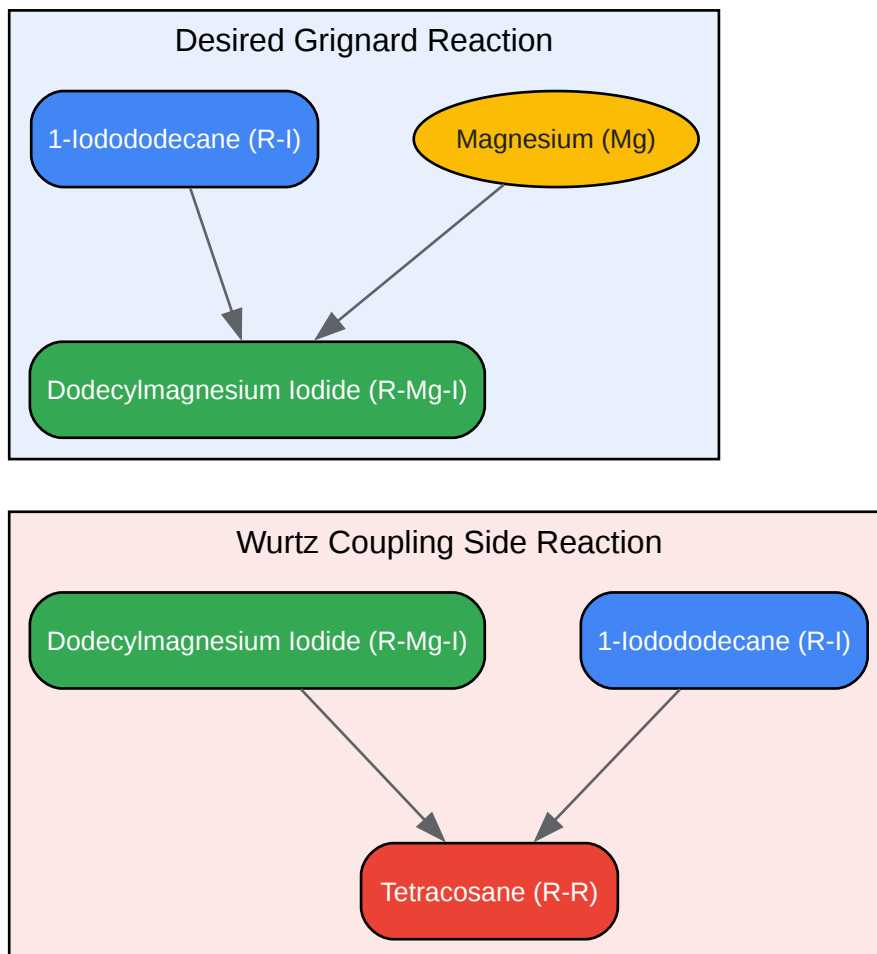 Desired Grignard Reaction
1-Iodododecane (R-I)
Magnesium (Mg)
Dodecylmagnesium Iodide (R-Mg-I)
Wurtz Coupling Side Reaction
Dodecylmagnesium Iodide (R-Mg-I)
1-Iodododecane (R-I)
Tetracosane (R-R)